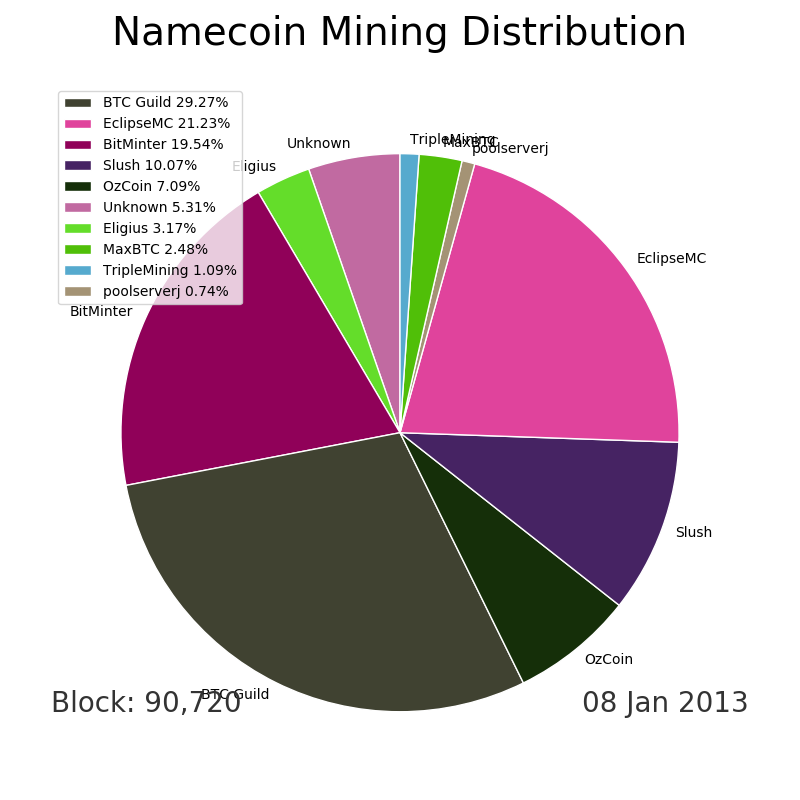 Namecoin Mining Distribution
BTC Guild 29.27%
EclipseMC 21.23%
BitMinter 19.54%
Slush 10.07%
OzCoin 7.09%
Unknown 5.31%
Eligius 3.17%
MaxBTC 2.48%
TripleMining 1.09%
poolserverj 0.74%
TripleMining
MaxBTC
poolserverj
Unknown
Eligius
EclipseMC
BitMinter
Slush
OzCoin
BTC Guild
Block: 90,720
08 Jan 2013